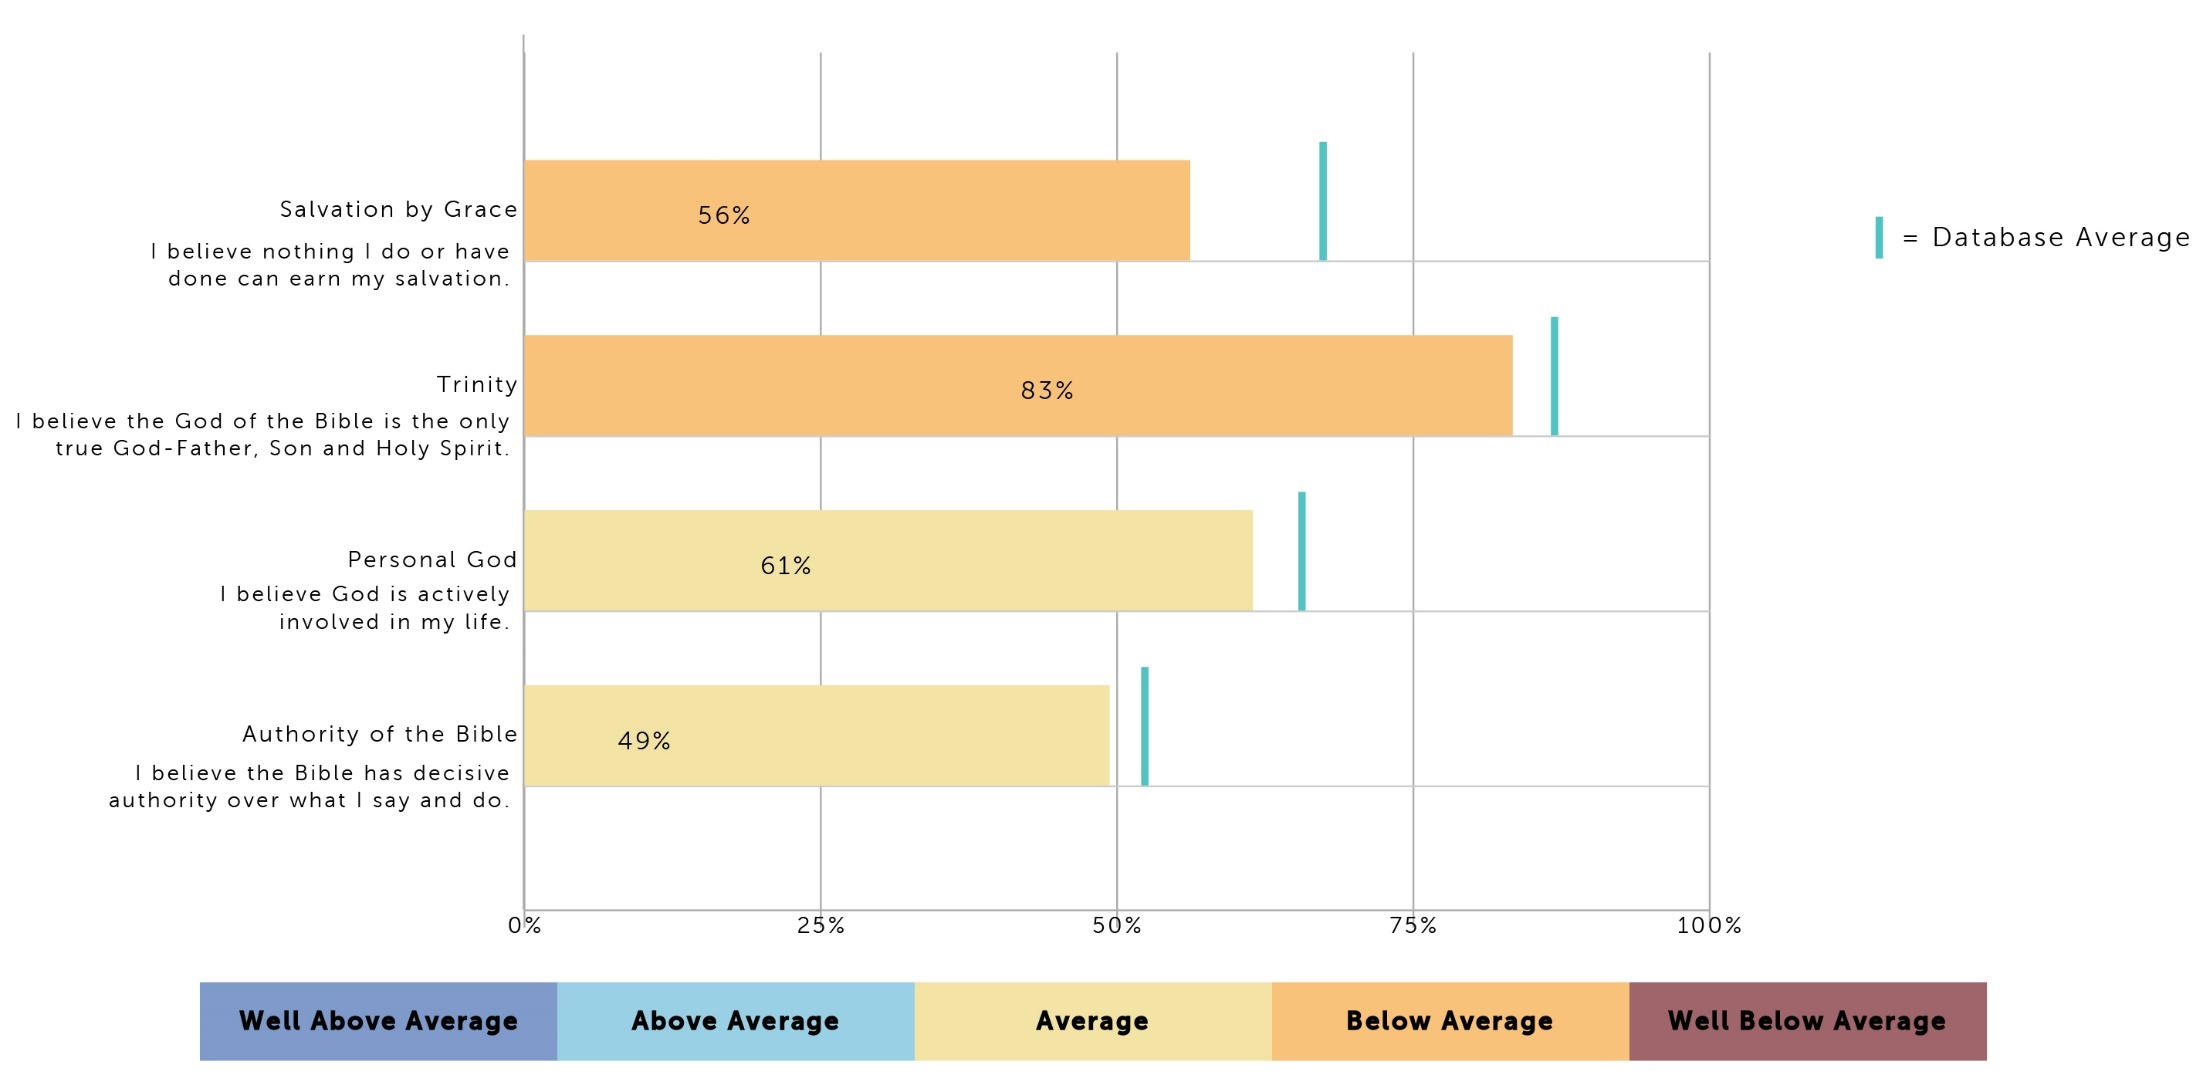 Salvation by Grace
I believe nothing I do or have
done can earn my salvation.
56%
= Database Average
Trinity
I believe the God of the Bible is the only
true God-Father, Son and Holy Spirit.
83%
Personal God
I believe God is actively
involved in my life.
61%
Authority of the Bible
I believe the Bible has decisive
authority over what I say and do.
49%
0% 25% 50% 75% 100%
Well Above Average Above Average Average Below Average Well Below Average